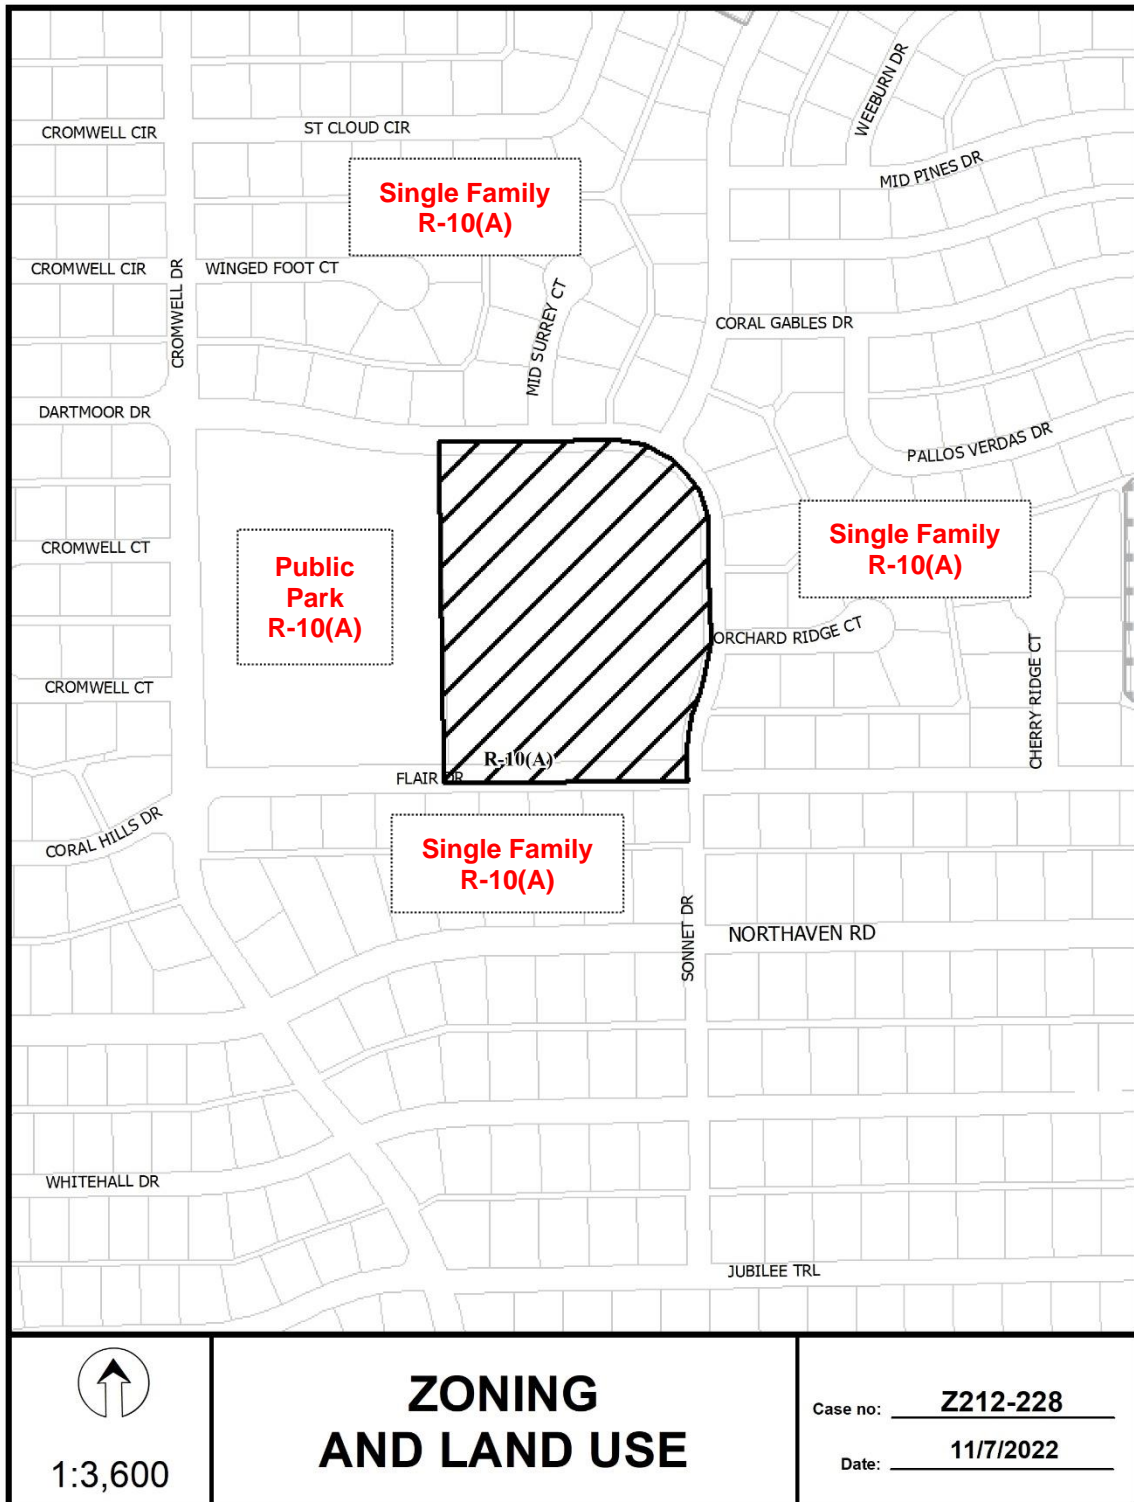 WEEBURN DR
CROMWELL CIR
ST CLOUD CIR
MID PINES DR
Single Family
R-10(A)
CROMWELL CIR
WINGED FOOT CT
CROMWELL DR
MID SURREY CT
CORAL GABLES DR
DARTMOOR DR
PALLOS VERDAS DR
Single Family
R-10(A)
CROMWELL CT
Public
Park
R-10(A)
ORCHARD RIDGE CT
CHERRY RIDGE CT
CROMWELL CT
R-10(A)
FLAIR DR
CORAL HILLS DR
Single Family
R-10(A)
SONNET DR
NORTHAVEN RD
WHITEHALL DR
JUBILEE TRL
1:3,600
ZONING
AND LAND USE
Case no: Z212-228
Date: 11/7/2022